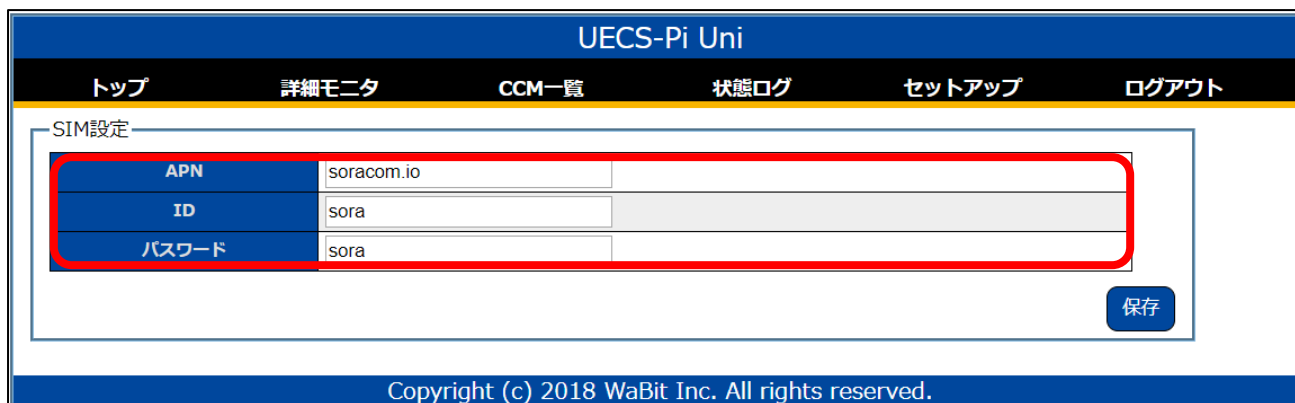 UECS-Pi Uni
トップ 詳細モニタ CCM一覧 状態ログ セットアップ ログアウト
SIM設定
APN soracom.io
ID sora
パスワード sora
保存
Copyright (c) 2018 WaBit Inc. All rights reserved.